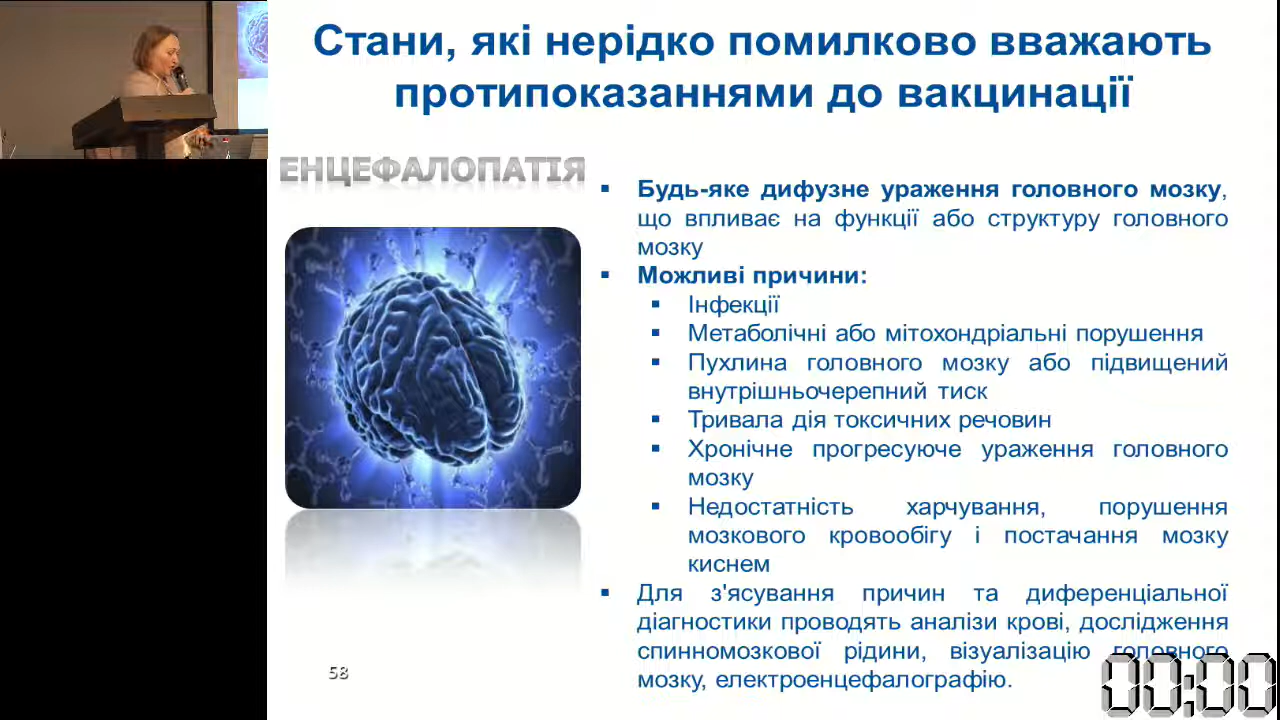 Стани, які нерідко помилково вважають
протипоказаннями до вакцинації
ЕНЦЕФАЛОПАТІЯ
▪ Будь-яке дифузне ураження головного мозку,
що впливає на функції або структуру головного
мозку
▪ Можливі причини:
▪ Інфекції
▪ Метаболічні або мітохондріальні порушення
▪ Пухлина головного мозку або підвищений
внутрішньочерепний тиск
▪ Тривала дія токсичних речовин
▪ Хронічне прогресуюче ураження головного
мозку
▪ Недостатність харчування, порушення
мозкового кровообігу і постачання мозку
киснем
▪ Для з'ясування причин та диференціальної
діагностики проводять аналізи крові, дослідження
спинномозкової рідини, візуалізацію головного
мозку, електроенцефалографію.
58
00:00